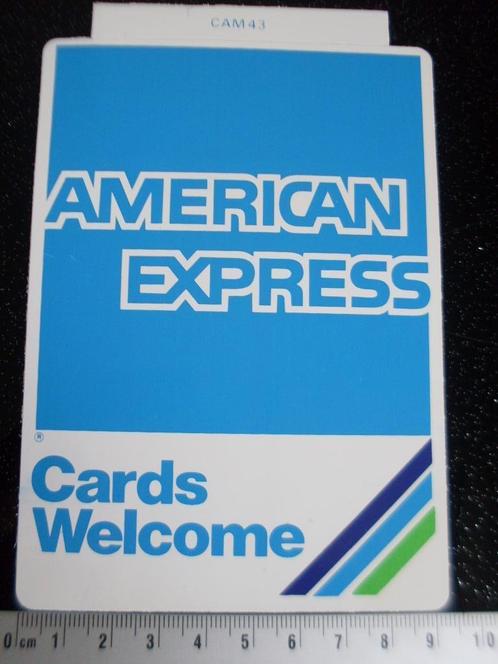 CAM43
AMERICAN
EXPRESS
®
Cards
Welcome
0 cm 1 2 3 4 5 6 7 8 9 10